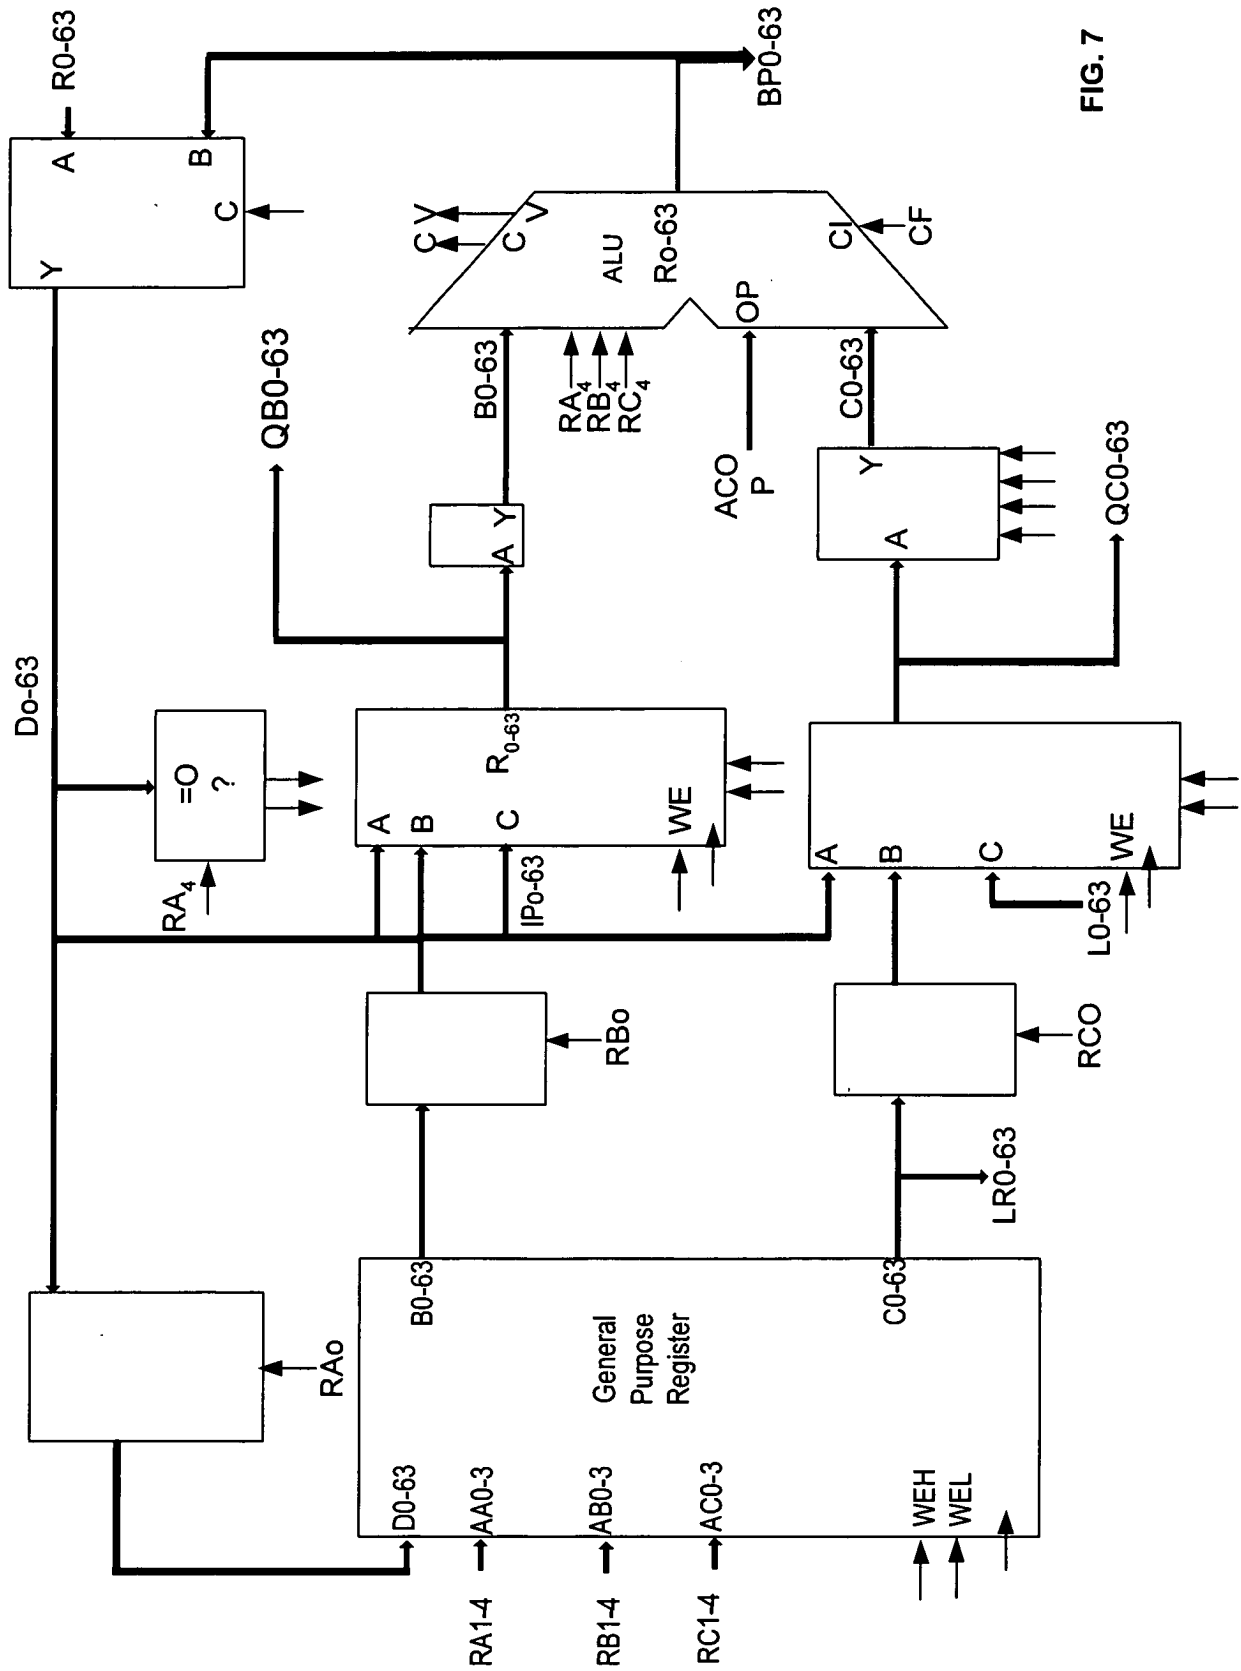 R0-63
A
Y
B
C
BP0-63
FIG. 7
Do-63
QB0-63
C V
C V
ALU
Ro-63
CI
CF
OP
B0-63
RA4
RB4
RC4
ACO
P
C0-63
A Y
A
Y
QC0-63
=O
?
RA4
A
B
C
R0-63
WE
IPo-63
A
B
C
WE
L0-63
RBo
RCO
LR0-63
RAo
B0-63
C0-63
General
Purpose
Register
D0-63
AA0-3
AB0-3
AC0-3
WEH
WEL
RA1-4
RB1-4
RC1-4